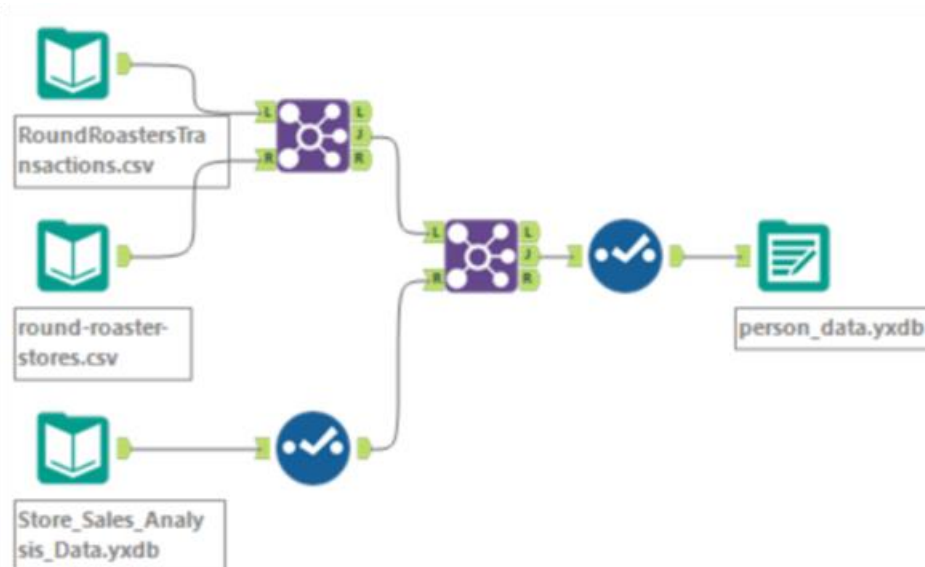 RoundRoastersTra
nsactions.csv
L
R
L
J
R
round-roaster-
stores.csv
L
R
L
J
R
person_data.yxdb
Store_Sales_Analy
sis_Data.yxdb